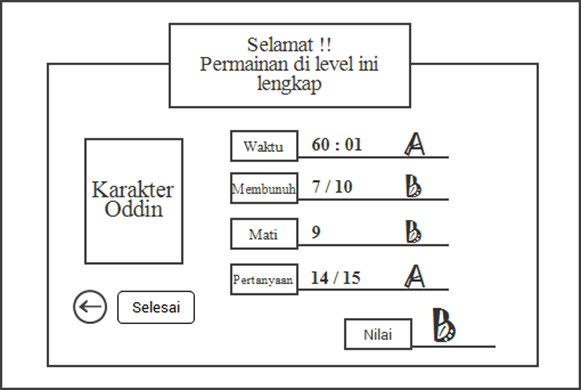 Selamat !!
Permainan di level ini
lengkap
Karakter
Oddin
Waktu 60 : 01 A
Membunuh 7 / 10 B
Mati 9 B
Pertanyaan 14 / 15 A
Selesai
Nilai B